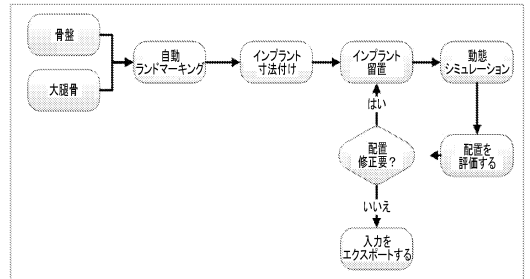 骨盤
大腿骨
自動
ランドマーキング
インプラント
寸法付け
インプラント
留置
動態
シミュレーション
配置を
評価する
配置
修正要?
はい
いいえ
入力を
エクスポートする